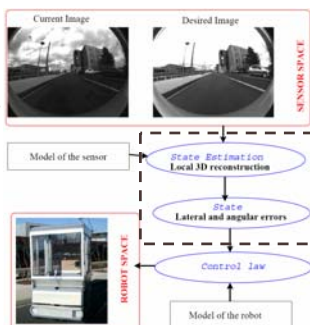 Current Image
Desired Image
SENSOR SPACE
Model of the sensor
State Estimation
Local 3D reconstruction
State
Lateral and angular errors
ROBOT SPACE
Control law
Model of the robot